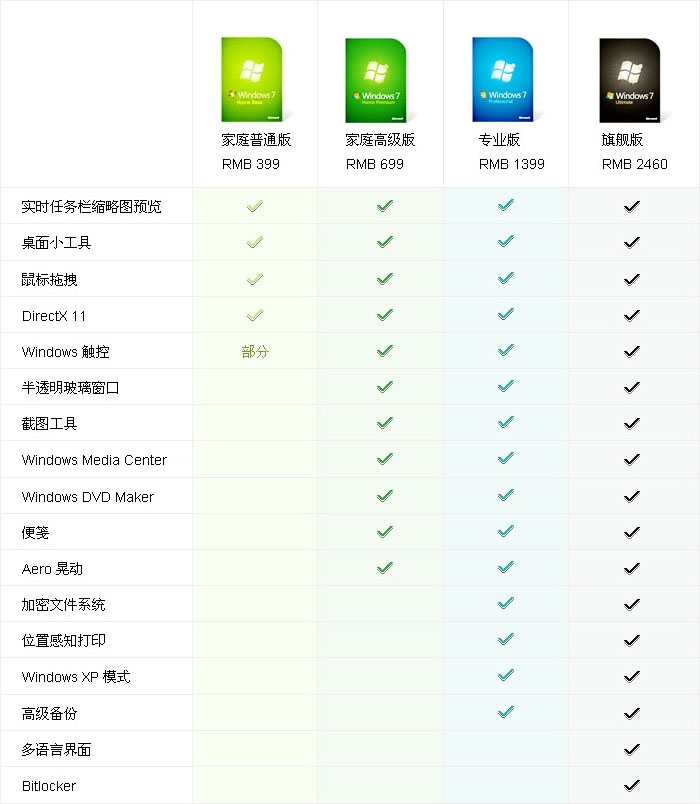 Windows 7
Home Basic
Microsoft
Windows 7
Home Premium
Microsoft
Windows 7
Professional
Microsoft
Windows 7
Ultimate
Microsoft
家庭普通版 家庭高级版 专业版 旗舰版
RMB 399 RMB 699 RMB 1399 RMB 2460
实时任务栏缩略图预览
桌面小工具
鼠标拖拽
DirectX 11
Windows 触控 部分
半透明玻璃窗口
截图工具
Windows Media Center
Windows DVD Maker
便笺
Aero 晃动
加密文件系统
位置感知打印
Windows XP 模式
高级备份
多语言界面
Bitlocker